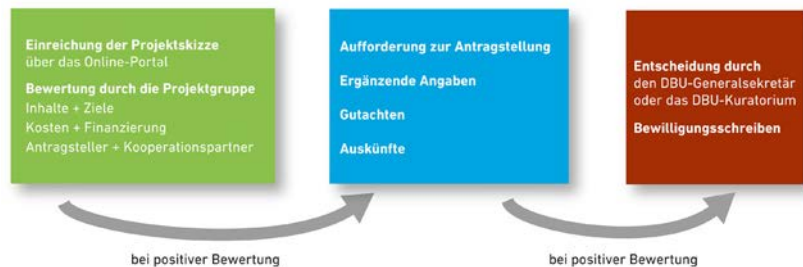 Einreichung der Projektskizze
über das Online-Portal
Bewertung durch die Projektgruppe
Inhalte + Ziele
Kosten + Finanzierung
Antragsteller + Kooperationspartner
Aufforderung zur Antragstellung
Ergänzende Angaben
Gutachten
Auskünfte
Entscheidung durch
den DBU-Generalsekretär
oder das DBU-Kuratorium
Bewilligungsschreiben
bei positiver Bewertung
bei positiver Bewertung